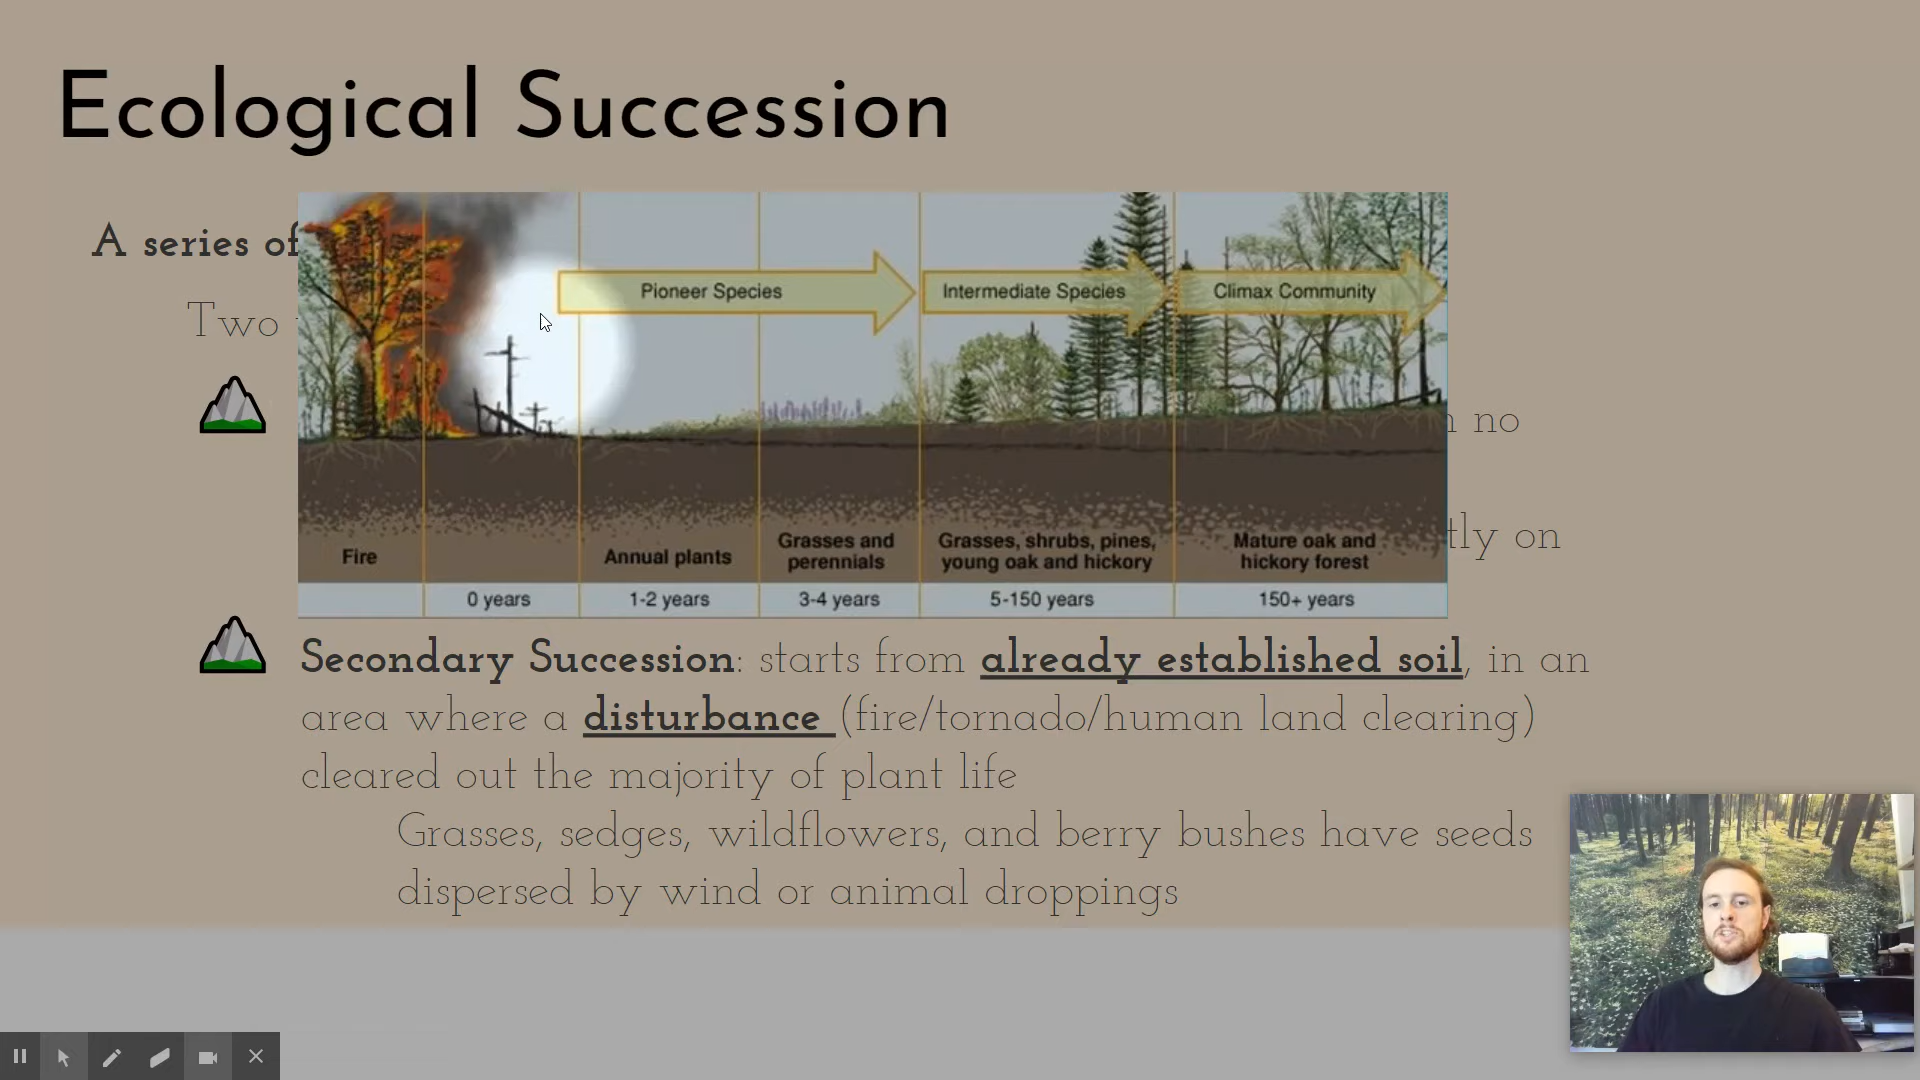 Ecological Succession
A series of
Two
Pioneer Species
Intermediate Species
Climax Community
no
on
Fire
Annual plants
Grasses and
perennials
Grasses, shrubs, pines,
young oak and hickory
Mature oak and
hickory forest
0 years
1-2 years
3-4 years
5-150 years
150+ years
Secondary Succession: starts from already established soil, in an
area where a disturbance (fire/tornado/human land clearing)
cleared out the majority of plant life
Grasses, sedges, wildflowers, and berry bushes have seeds
dispersed by wind or animal droppings